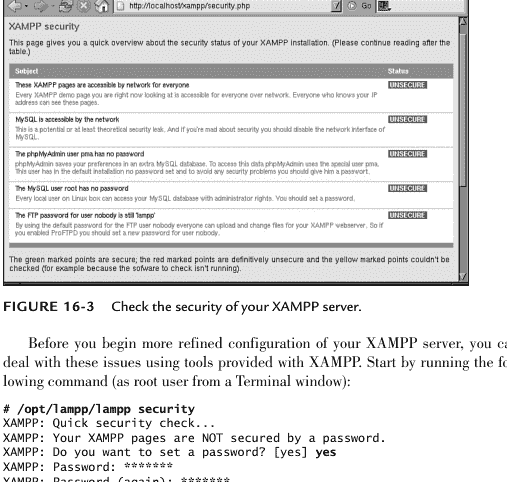 http://localhost/xampp/security.php
Go
XAMPP security
This page gives you a quick overview about the security status of your XAMPP installation. (Please continue reading after the
table.)
Subject Status
These XAMPP pages are accessible by network for everyone UNSECURE
Every XAMPP demo page you are right now looking at is accessible for everyone over network. Everyone who knows your IP
address can see these pages.
MySQL is accessible by the network UNSECURE
This is a potential or at least theoretical security leak. And if you're mad about security you should disable the network interface of
MySQL.
The phpMyAdmin user pma has no password UNSECURE
phpMyAdmin saves your preferences in an extra MySQL database. To access this data phpMyAdmin uses the special user pma.
This user has in the default installation no password set and to avoid any security problems you should give him a passwort.
The MySQL user root has no password UNSECURE
Every local user on Linux box can access your MySQL database with administrator rights. You should set a password.
The FTP password for user nobody is still 'lampp' UNSECURE
By using the default password for the FTP user nobody everyone can upload and change files for your XAMPP webserver. So if
you enabled ProFTPD you should set a new password for user nobody.
The green marked points are secure; the red marked points are definitively unsecure and the yellow marked points couldn't be
checked (for example because the sofware to check isn't running).
FIGURE 16-3 Check the security of your XAMPP server.
Before you begin more refined configuration of your XAMPP server, you ca
deal with these issues using tools provided with XAMPP. Start by running the fo
lowing command (as root user from a Terminal window):
# /opt/lampp/lampp security
XAMPP: Quick security check...
XAMPP: Your XAMPP pages are NOT secured by a password.
XAMPP: Do you want to set a password? [yes] yes
XAMPP: Password: *******
XAMPP: Password (again): *******